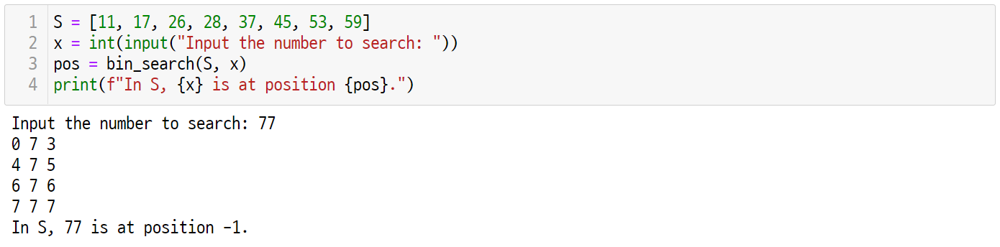 1 S = [11, 17, 26, 28, 37, 45, 53, 59]
2 x = int(input("Input the number to search: "))
3 pos = bin_search(S, x)
4 print(f"In S, {x} is at position {pos}.")
Input the number to search: 77
0 7 3
4 7 5
6 7 6
7 7 7
In S, 77 is at position -1.